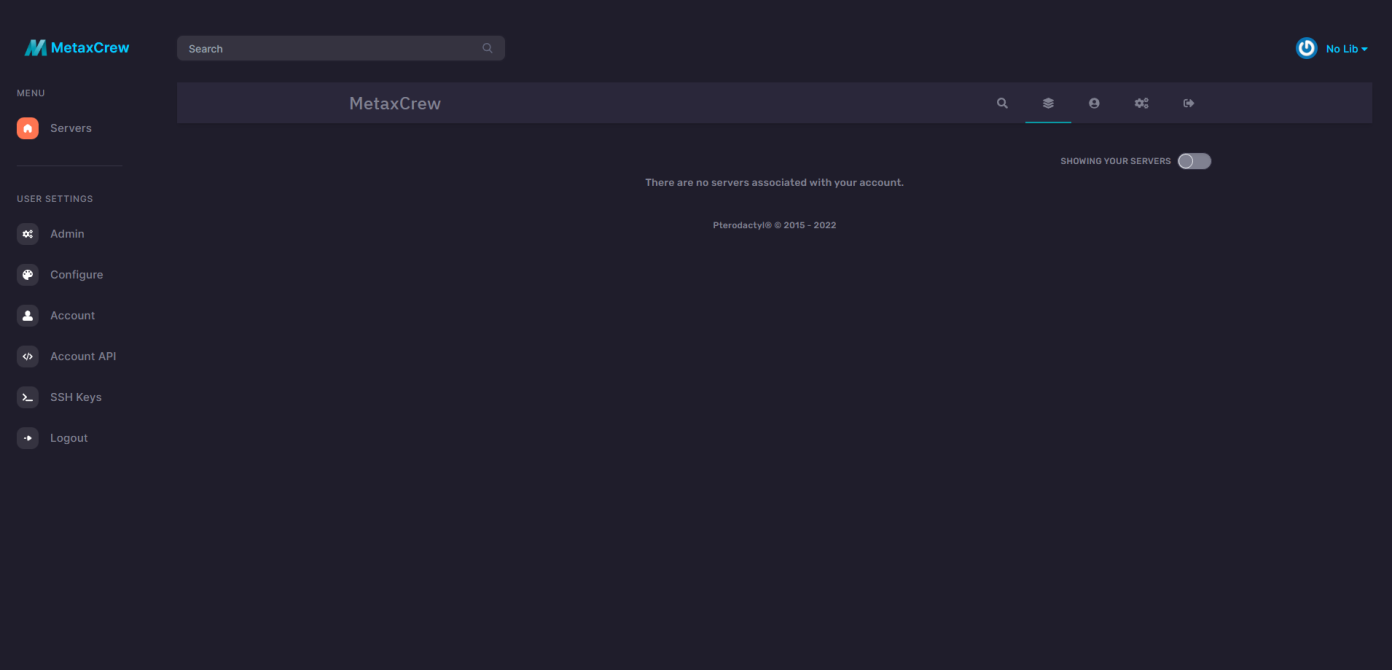 MetaxCrew
Search
No Lib
MENU
Servers
MetaxCrew
SHOWING YOUR SERVERS
There are no servers associated with your account.
Pterodactyl® © 2015 - 2022
USER SETTINGS
Admin
Configure
Account
Account API
SSH Keys
Logout